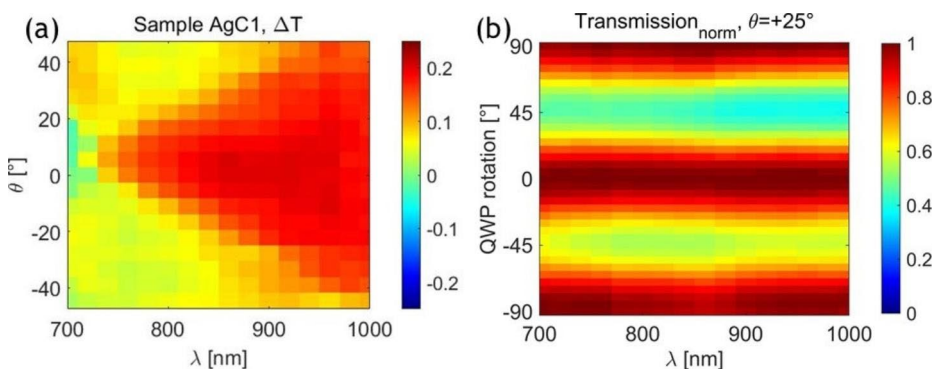 (a)
Sample AgC1, ΔT
40
20
0
-20
-40
θ [°]
700 800 900 1000
λ [nm]
0.2
0.1
0
-0.1
-0.2
(b)
Transmission_norm, θ=+25°
90
45
0
-45
-90
QWP rotation [°]
700 800 900 1000
λ [nm]
1
0.8
0.6
0.4
0.2
0